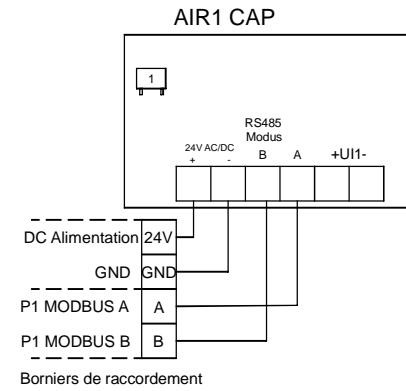 AIR1 CAP
1
RS485
Modus
24V AC/DC
+ - B A +UI1-
DC Alimentation 24V
GND GND
P1 MODBUS A A
P1 MODBUS B B
Borniers de raccordement